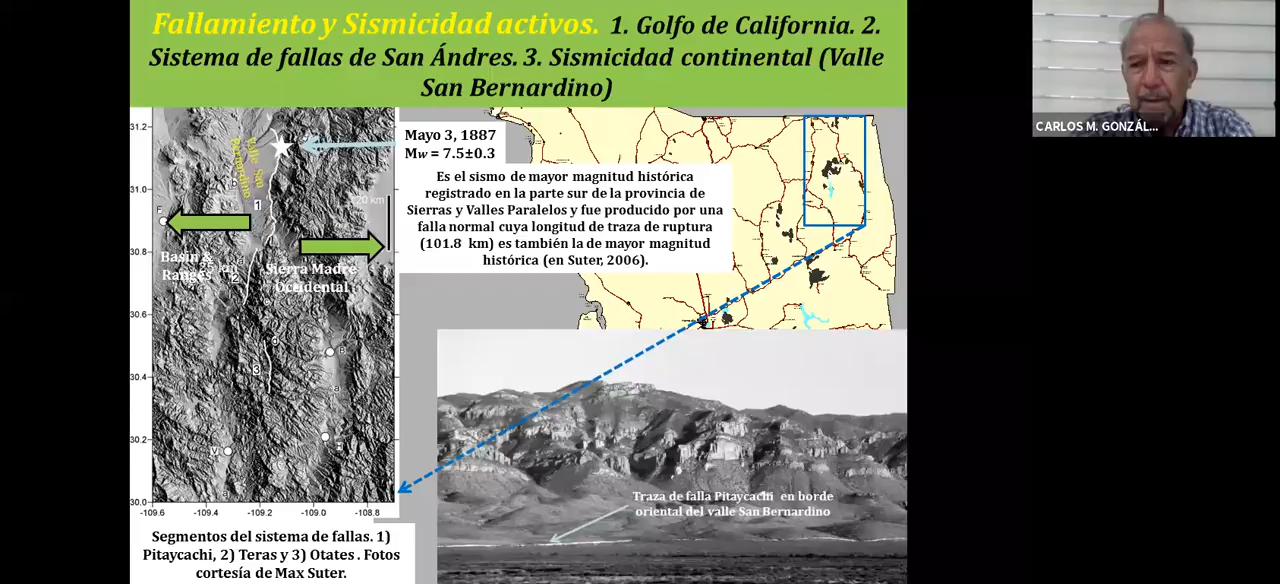 Fallamiento y Sismicidad activos. 1. Golfo de California. 2.
Sistema de fallas de San Ándres. 3. Sismicidad continental (Valle
San Bernardino)
CARLOS M. GONZÁL...
Mayo 3, 1887
Mw = 7.5±0.3
Es el sismo de mayor magnitud histórica
registrado en la parte sur de la provincia de
Sierras y Valles Paralelos y fue producido por una
falla normal cuya longitud de traza de ruptura
(101.8 km) es también la de mayor magnitud
histórica (en Suter, 2006).
31.2
31.0
30.8
30.6
30.4
30.2
30.0
-109.6
-109.4
-109.2
-109.0
-108.8
Valle San
Bernardino
1
2
3
Basin &
Ranges
Sierra Madre
Occidental
Traza de falla Pitaycachi en borde
oriental del valle San Bernardino
Segmentos del sistema de fallas. 1)
Pitaycachi, 2) Teras y 3) Otates . Fotos
cortesía de Max Suter.